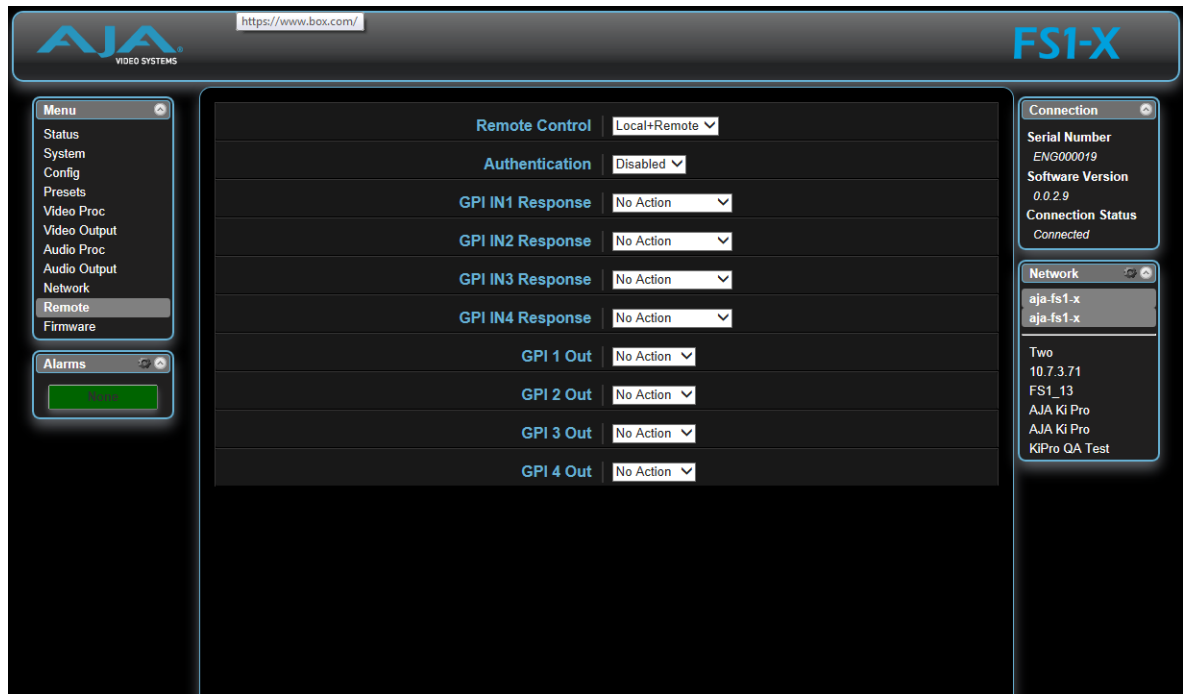 https://www.box.com/
AJA
VIDEO SYSTEMS
FS1-X
Menu
Status
System
Config
Presets
Video Proc
Video Output
Audio Proc
Audio Output
Network
Remote
Firmware
Alarms
None
Remote Control Local+Remote
Authentication Disabled
GPI IN1 Response No Action
GPI IN2 Response No Action
GPI IN3 Response No Action
GPI IN4 Response No Action
GPI 1 Out No Action
GPI 2 Out No Action
GPI 3 Out No Action
GPI 4 Out No Action
Connection
Serial Number
ENG000019
Software Version
0.0.2.9
Connection Status
Connected
Network
aja-fs1-x
aja-fs1-x
Two
10.7.3.71
FS1_13
AJA Ki Pro
AJA Ki Pro
KiPro QA Test